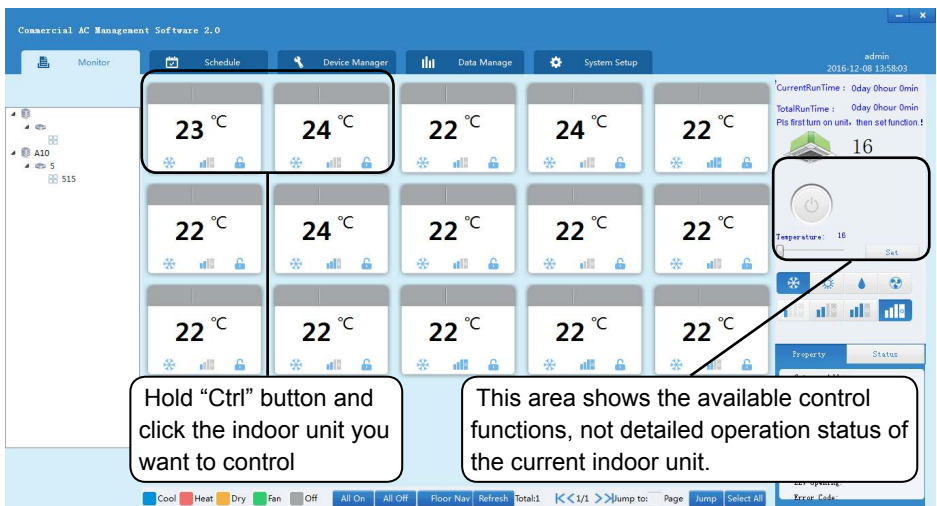 Commercial AC Management Software 2.0
Monitor
Schedule
Device Manager
Data Manage
System Setup
admin
2016-12-08 13:58:03
A10
5
515
23 °C
24 °C
22 °C
24 °C
22 °C
22 °C
24 °C
22 °C
22 °C
22 °C
22 °C
22 °C
22 °C
22 °C
22 °C
CurrentRunTime : 0day 0hour 0min
TotalRunTime : 0day 0hour 0min
Pls first turn on unit, then set function.!
16
Temperature: 16
Set
Property
Status
Hold “Ctrl” button and
click the indoor unit you
want to control
This area shows the available control
functions, not detailed operation status of
the current indoor unit.
Error Code:
Cool Heat Dry Fan Off All On All Off Floor Nav Refresh Total:1 1/1 Jump to: Page Jump Select All